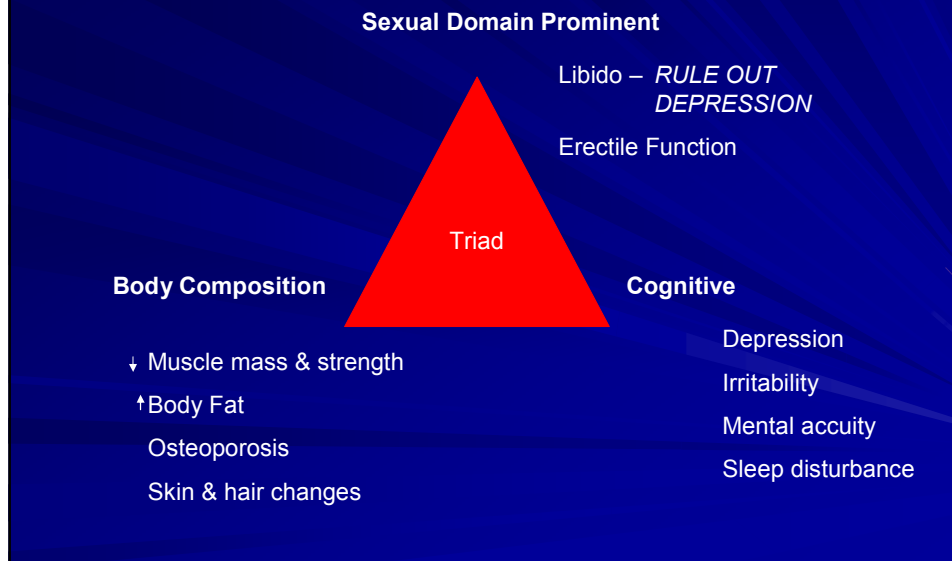 Sexual Domain Prominent
Libido – RULE OUT
DEPRESSION
Erectile Function
Triad
Body Composition
↓ Muscle mass & strength
↑ Body Fat
Osteoporosis
Skin & hair changes
Cognitive
Depression
Irritability
Mental accuity
Sleep disturbance